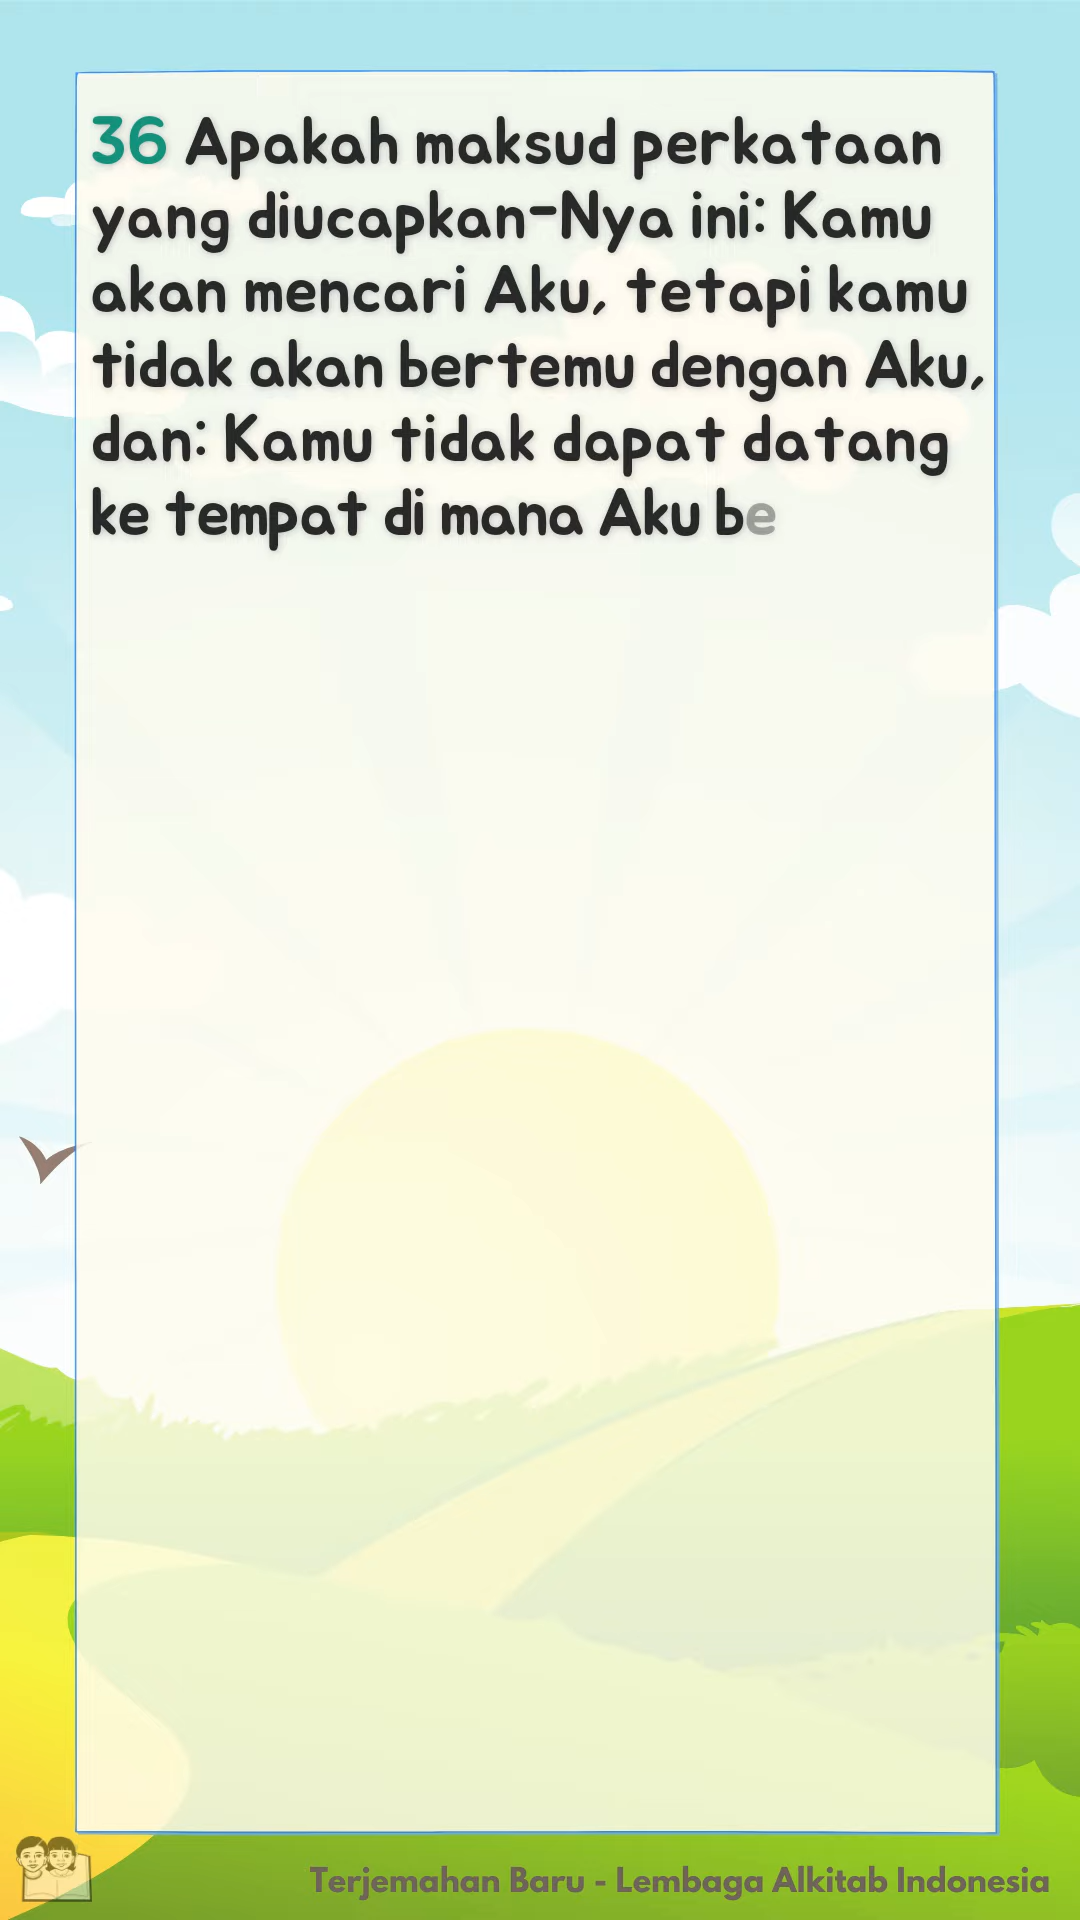 36 Apakah maksud perkataan
yang diucapkan-Nya ini: Kamu
akan mencari Aku, tetapi kamu
tidak akan bertemu dengan Aku,
dan: Kamu tidak dapat datang
ke tempat di mana Aku be
Terjemahan Baru - Lembaga Alkitab Indonesia